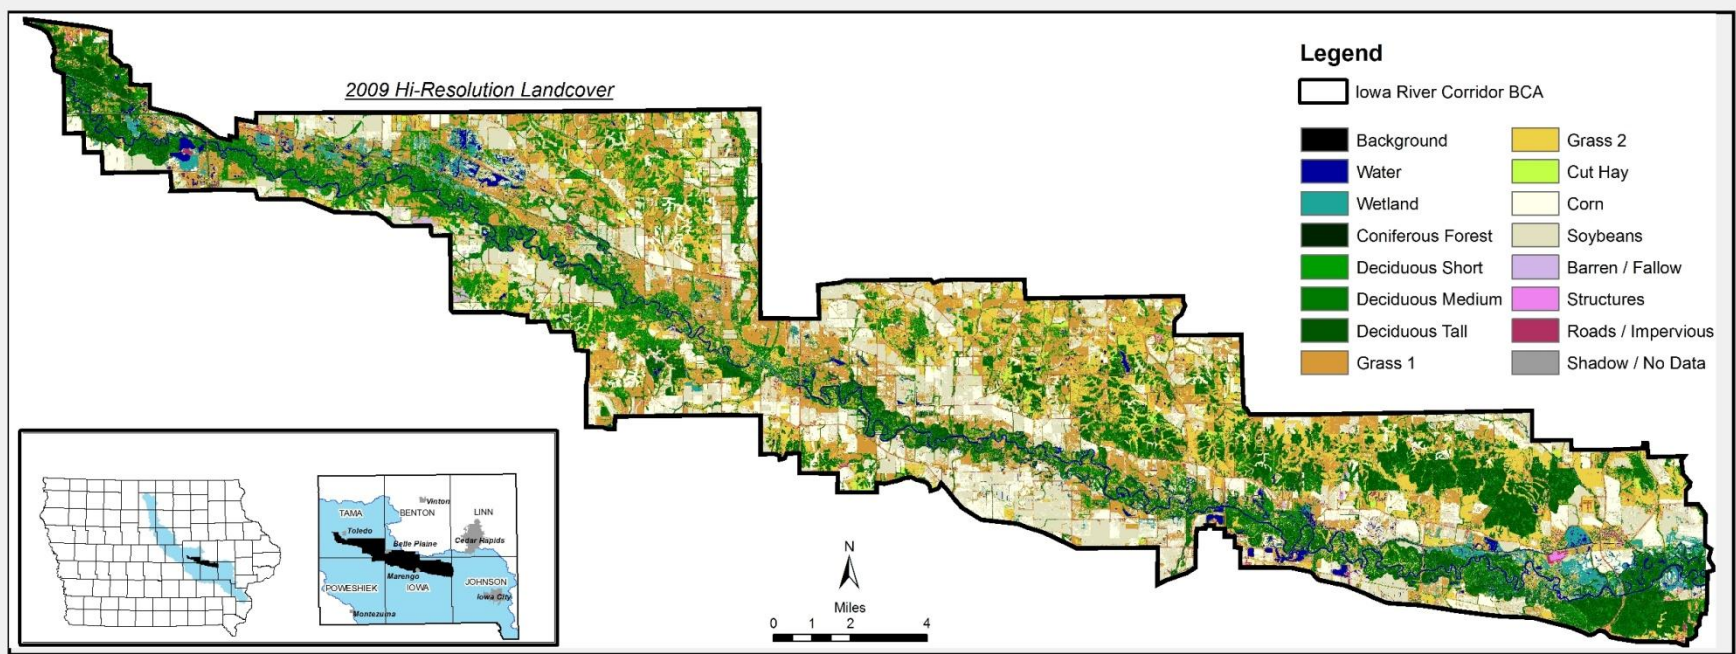 2009 Hi-Resolution Landcover
Legend
Iowa River Corridor BCA
Background
Water
Wetland
Coniferous Forest
Deciduous Short
Deciduous Medium
Deciduous Tall
Grass 1
Grass 2
Cut Hay
Corn
Soybeans
Barren / Fallow
Structures
Roads / Impervious
Shadow / No Data
TAMA
BENTON
LINN
Vinton
Toledo
Belle Plaine
Cedar Rapids
Marengo
POWESHIEK
IOWA
JOHNSON
Iowa City
Montezuma
N
Miles
0 1 2 4